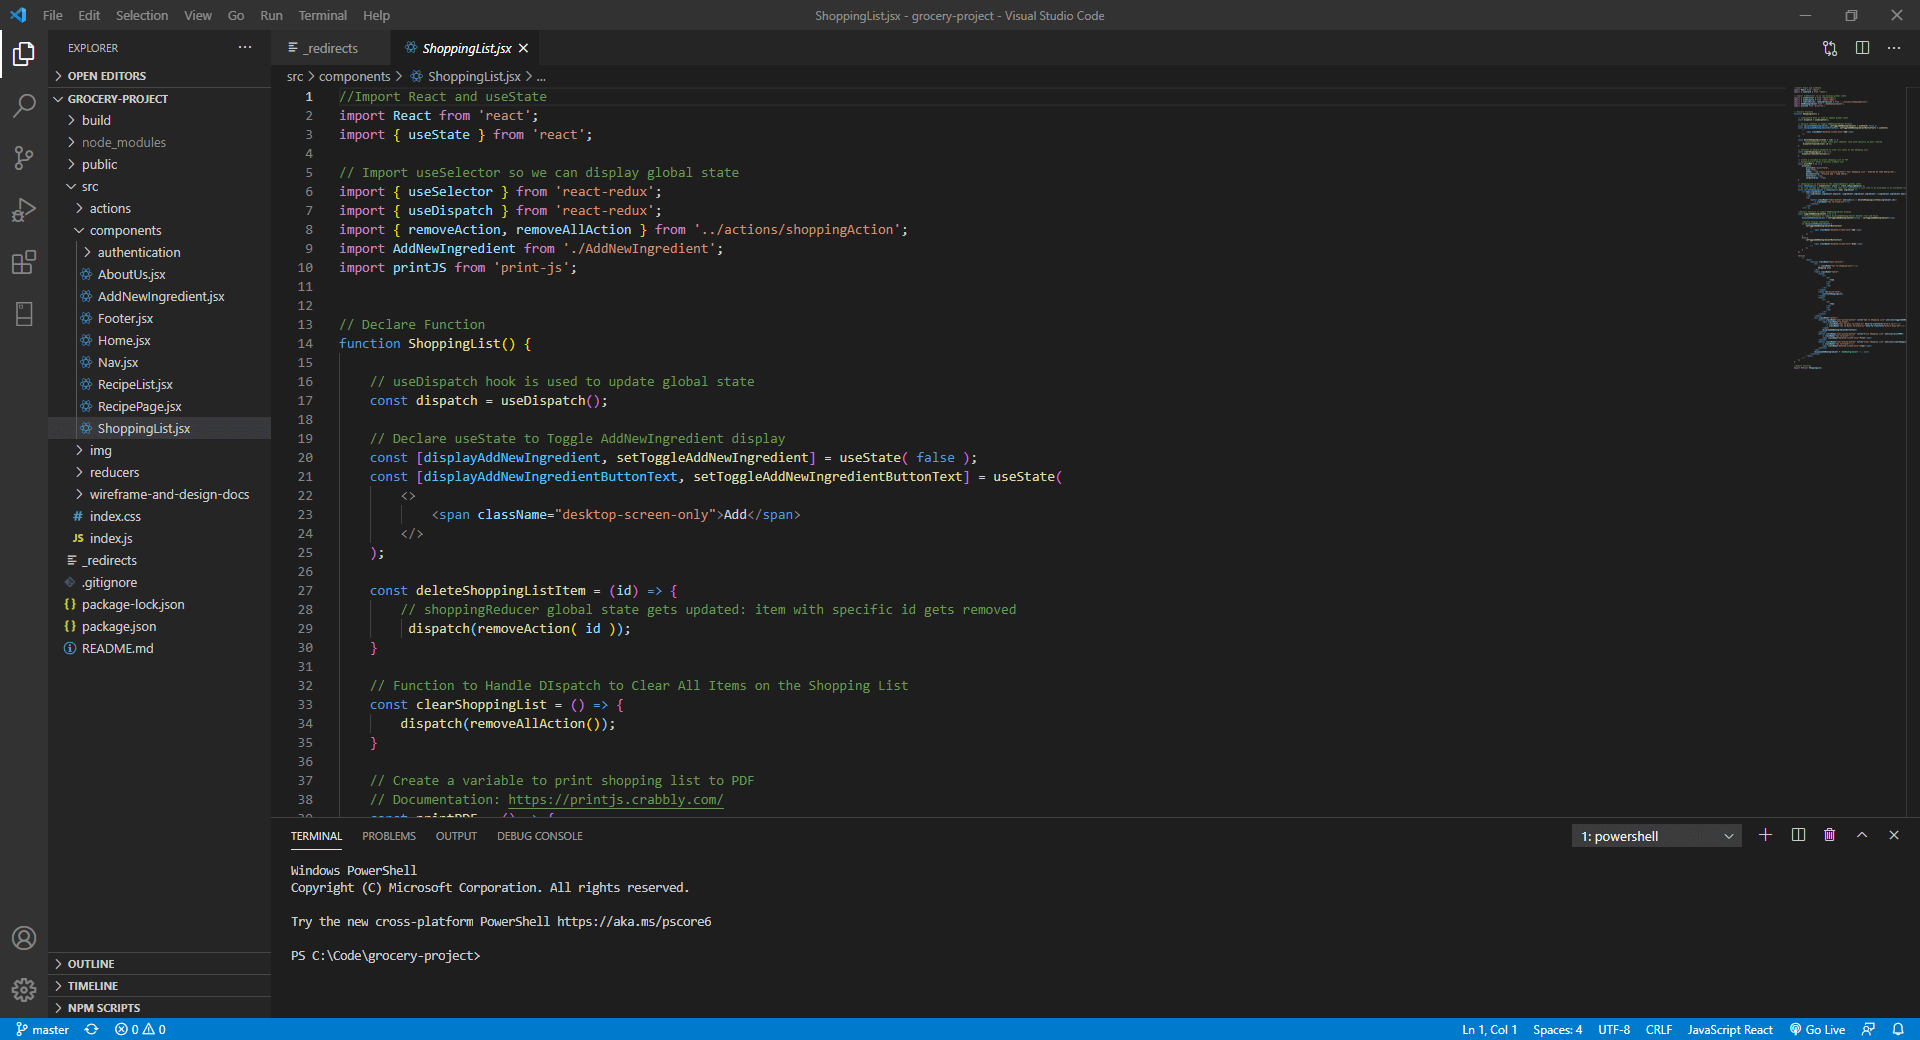 File Edit Selection View Go Run Terminal Help
ShoppingList.jsx - grocery-project - Visual Studio Code
EXPLORER
OPEN EDITORS
GROCERY-PROJECT
build
node_modules
public
src
actions
components
authentication
AboutUs.jsx
AddNewIngredient.jsx
Footer.jsx
Home.jsx
Nav.jsx
RecipeList.jsx
RecipePage.jsx
ShoppingList.jsx
img
reducers
wireframe-and-design-docs
# index.css
JS index.js
_redirects
.gitignore
{} package-lock.json
{} package.json
README.md
OUTLINE
TIMELINE
NPM SCRIPTS
_redirects ShoppingList.jsx
src > components > ShoppingList.jsx > ...
1 //Import React and useState
2 import React from 'react';
3 import { useState } from 'react';
4
5 // Import useSelector so we can display global state
6 import { useSelector } from 'react-redux';
7 import { useDispatch } from 'react-redux';
8 import { removeAction, removeAllAction } from '../actions/shoppingAction';
9 import AddNewIngredient from './AddNewIngredient';
10 import printJS from 'print-js';
11
12
13 // Declare Function
14 function ShoppingList() {
15
16 // useDispatch hook is used to update global state
17 const dispatch = useDispatch();
18
19 // Declare useState to Toggle AddNewIngredient display
20 const [displayAddNewIngredient, setToggleAddNewIngredient] = useState( false );
21 const [displayAddNewIngredientButtonText, setToggleAddNewIngredientButtonText] = useState(
22 <>
23 <span className="desktop-screen-only">Add</span>
24 </>
25 );
26
27 const deleteShoppingListItem = (id) => {
28 // shoppingReducer global state gets updated: item with specific id gets removed
29 dispatch(removeAction( id ));
30 }
31
32 // Function to Handle DIspatch to Clear All Items on the Shopping List
33 const clearShoppingList = () => {
34 dispatch(removeAllAction());
35 }
36
37 // Create a variable to print shopping list to PDF
38 // Documentation: https://printjs.crabbly.com/
39 const printPDF = () => {
TERMINAL PROBLEMS OUTPUT DEBUG CONSOLE
1: powershell
Windows PowerShell
Copyright (C) Microsoft Corporation. All rights reserved.
Try the new cross-platform PowerShell https://aka.ms/pscore6
PS C:\Code\grocery-project>
master 0 0
Ln 1, Col 1 Spaces: 4 UTF-8 CRLF JavaScript React Go Live